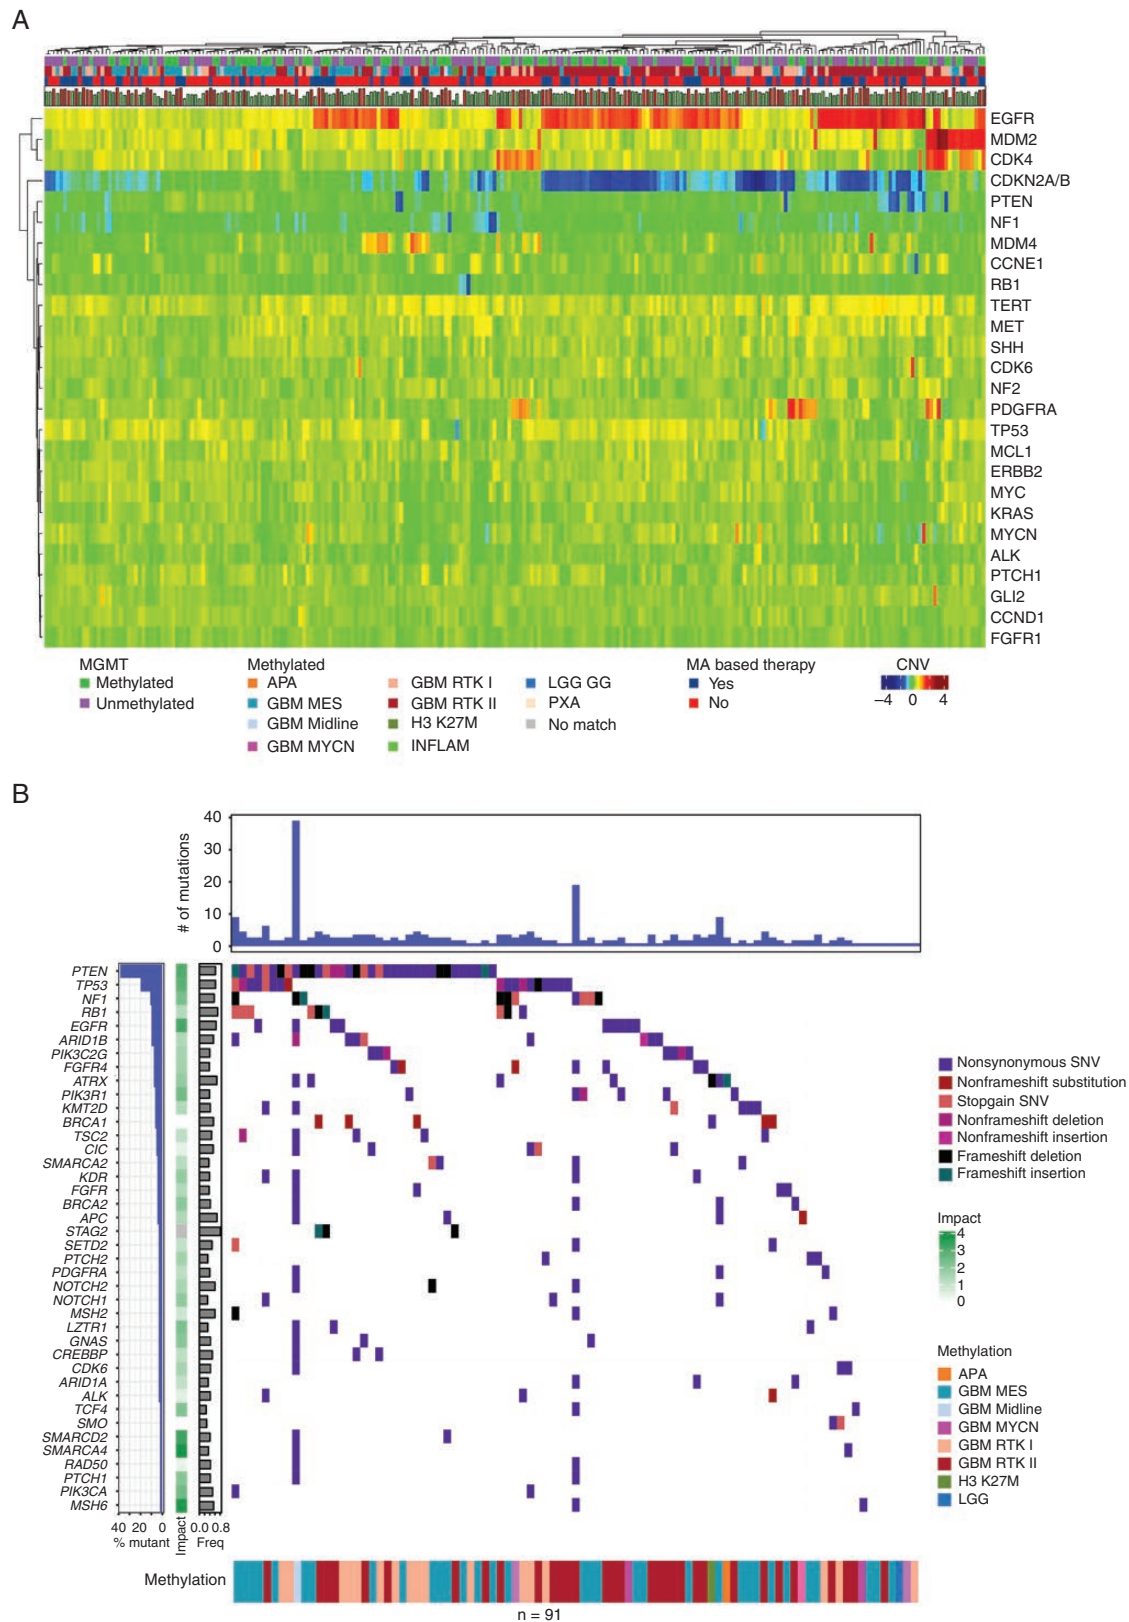 A
EGFR
MDM2
CDK4
CDKN2A/B
PTEN
NF1
MDM4
CCNE1
RB1
TERT
MET
SHH
CDK6
NF2
PDGFRA
TP53
MCL1
ERBB2
MYC
KRAS
MYCN
ALK
PTCH1
GLI2
CCND1
FGFR1
MGMT
Methylated
Unmethylated
Methylated
APA
GBM MES
GBM Midline
GBM MYCN
GBM RTK I
GBM RTK II
H3 K27M
INFLAM
LGG GG
PXA
No match
MA based therapy
Yes
No
CNV
−4 0 4
B
# of mutations
40
30
20
10
0
PTEN
TP53
NF1
RB1
EGFR
ARID1B
PIK3C2G
FGFR4
ATRX
PIK3R1
KMT2D
BRCA1
TSC2
CIC
SMARCA2
KDR
FGFR
BRCA2
APC
STAG2
SETD2
PTCH2
PDGFRA
NOTCH2
NOTCH1
MSH2
LZTR1
GNAS
CREBBP
CDK6
ARID1A
ALK
TCF4
SMO
SMARCD2
SMARCA4
RAD50
PTCH1
PIK3CA
MSH6
40 20 0
% mutant
Impact
0.0 0.8
Freq
Nonsynonymous SNV
Nonframeshift substitution
Stopgain SNV
Nonframeshift deletion
Nonframeshift insertion
Frameshift deletion
Frameshift insertion
Impact
4
3
2
1
0
Methylation
APA
GBM MES
GBM Midline
GBM MYCN
GBM RTK I
GBM RTK II
H3 K27M
LGG
Methylation
n = 91